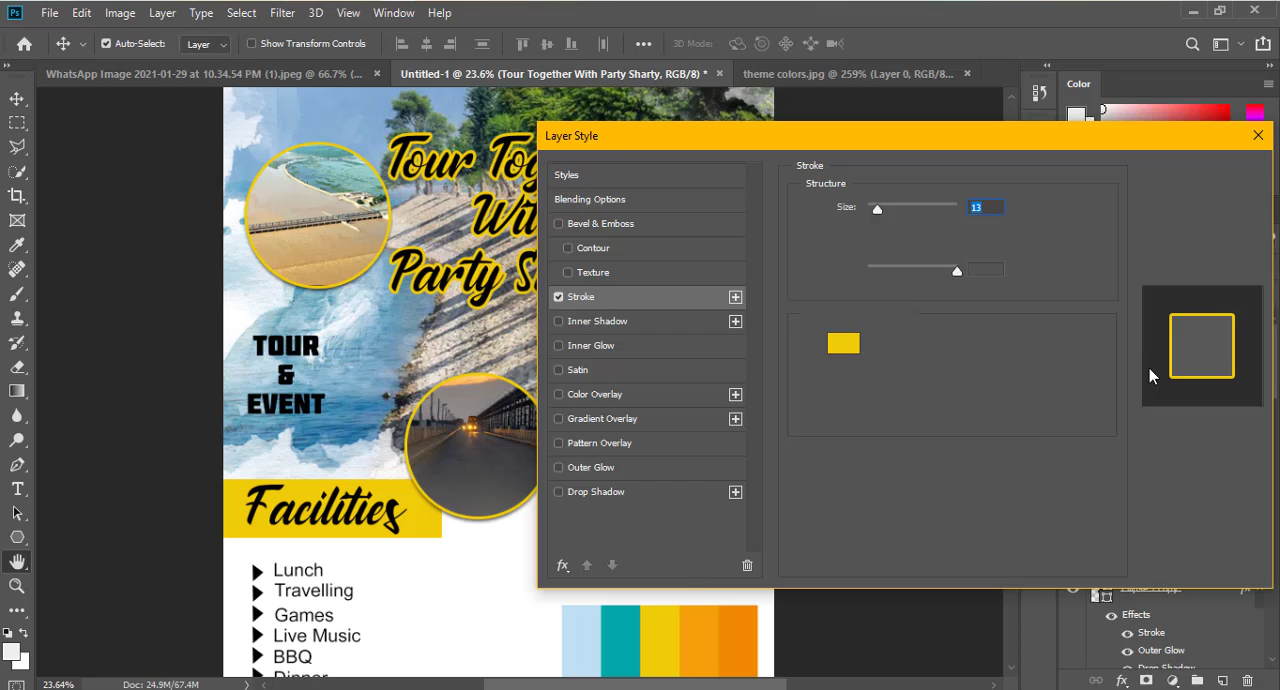 Ps File Edit Image Layer Type Select Filter 3D View Window Help
Auto-Select: Layer Show Transform Controls 3D Mode:
WhatsApp Image 2021-01-29 at 10.34.54 PM (1).jpeg @ 66.7% (... × Untitled-1 @ 23.6% (Tour Together With Party Sharty, RGB/8) * × theme colors.jpg @ 259% (Layer 0, RGB/8... ×
Color
Layer Style
Styles
Blending Options
Bevel & Emboss
Contour
Texture
Stroke
Inner Shadow
Inner Glow
Satin
Color Overlay
Gradient Overlay
Pattern Overlay
Outer Glow
Drop Shadow
fx
Stroke
Structure
Size: 13
Tour
Party
TOUR
&
EVENT
Facilities
Lunch
Travelling
Games
Live Music
BBQ
Effects
Stroke
Outer Glow
Drop Shadow
fx
23.64% Doc: 24.9M/67.4M